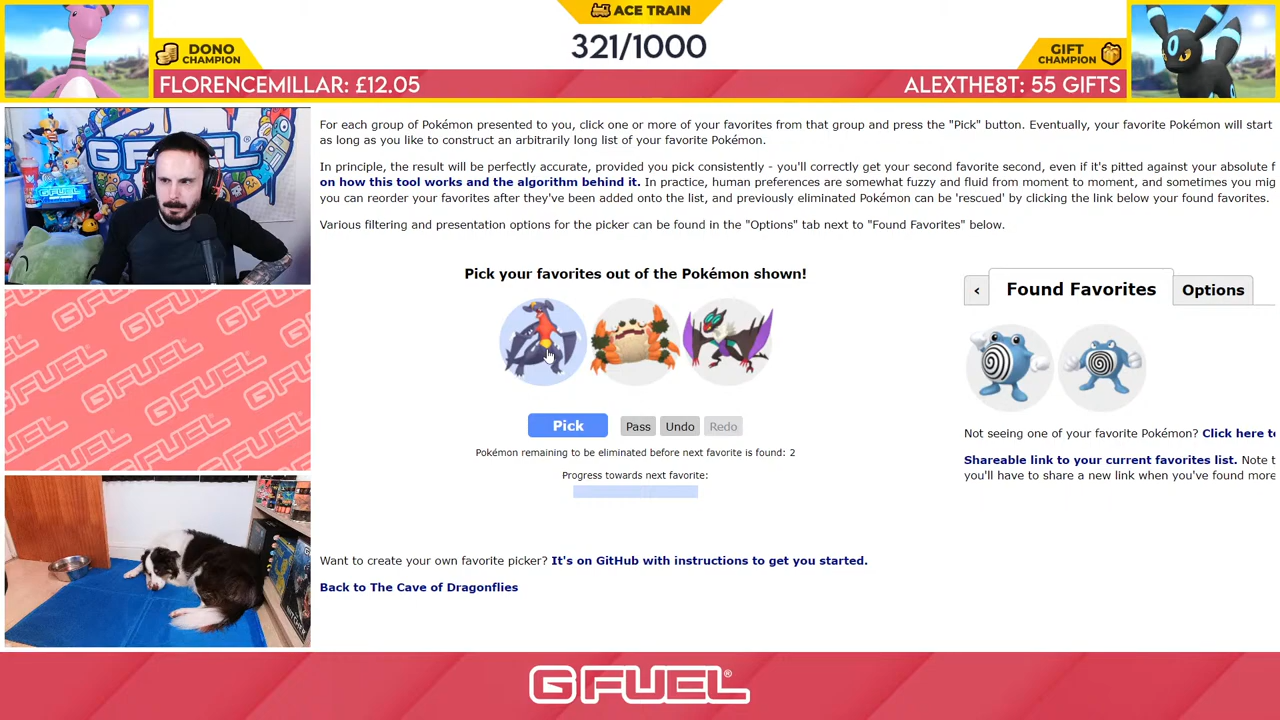 ACE TRAIN
321/1000
DONO
CHAMPION
GIFT
CHAMPION
FLORENCEMILLAR: £12.05
ALEXTHE8T: 55 GIFTS
For each group of Pokémon presented to you, click one or more of your favorites from that group and press the "Pick" button. Eventually, your favorite Pokémon will start
as long as you like to construct an arbitrarily long list of your favorite Pokémon.
In principle, the result will be perfectly accurate, provided you pick consistently - you'll correctly get your second favorite second, even if it's pitted against your absolute f
on how this tool works and the algorithm behind it. In practice, human preferences are somewhat fuzzy and fluid from moment to moment, and sometimes you mig
you can reorder your favorites after they've been added onto the list, and previously eliminated Pokémon can be 'rescued' by clicking the link below your found favorites.
Various filtering and presentation options for the picker can be found in the "Options" tab next to "Found Favorites" below.
Pick your favorites out of the Pokémon shown!
‹ Found Favorites Options
Pick Pass Undo Redo
Pokémon remaining to be eliminated before next favorite is found: 2
Progress towards next favorite:
Not seeing one of your favorite Pokémon? Click here t
Shareable link to your current favorites list. Note t
you'll have to share a new link when you've found more
Want to create your own favorite picker? It's on GitHub with instructions to get you started.
Back to The Cave of Dragonflies
G FUEL
G FUEL